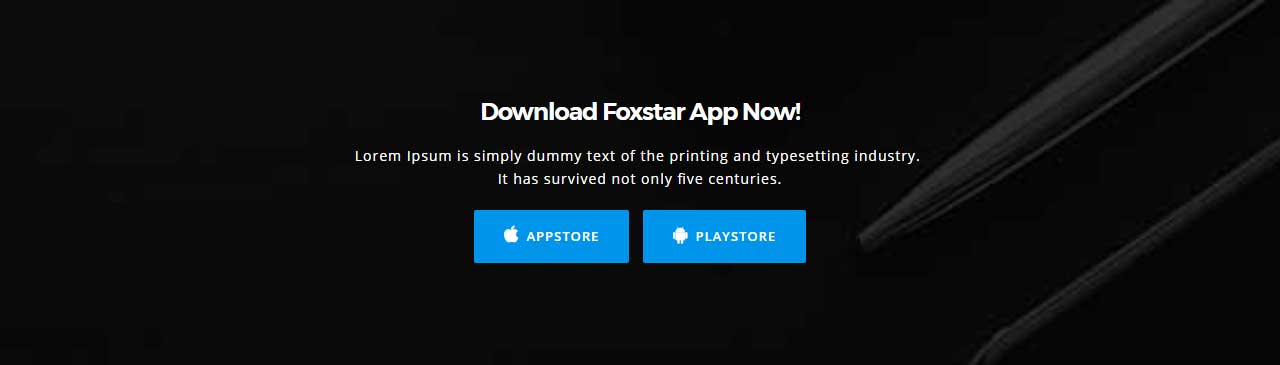 Download Foxstar App Now!
Lorem Ipsum is simply dummy text of the printing and typesetting industry.
It has survived not only five centuries.
APPSTORE
PLAYSTORE